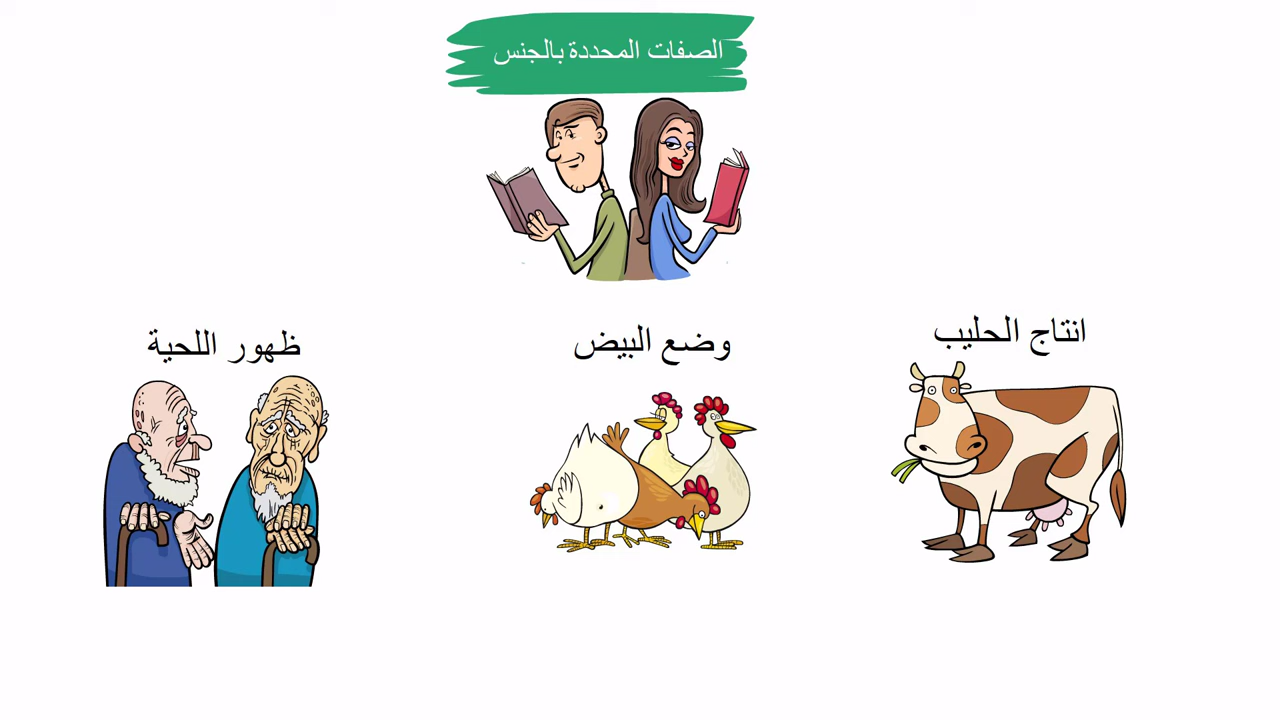 الصفات المحددة بالجنس
انتاج الحليب
وضع البيض
ظهور اللحية